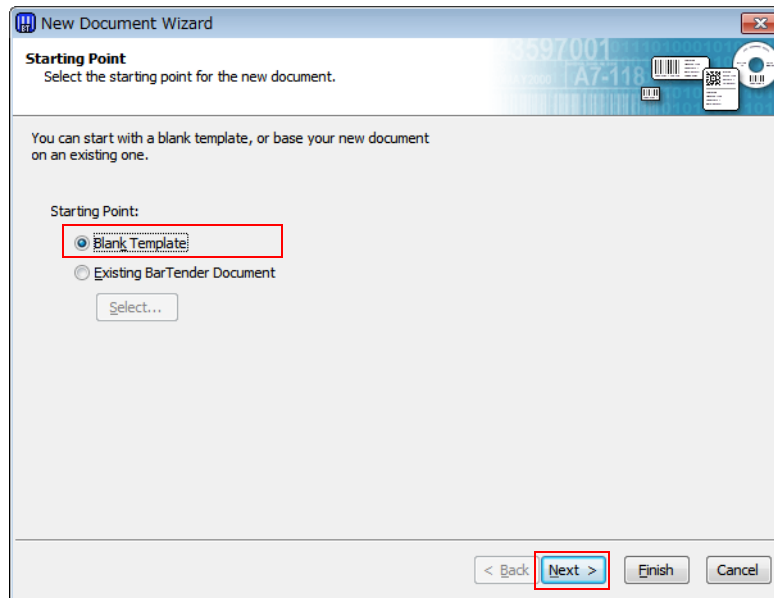 New Document Wizard
Starting Point
Select the starting point for the new document.
3597001
A7-118
You can start with a blank template, or base your new document
on an existing one.
Starting Point:
Blank Template
Existing BarTender Document
Select...
< Back Next > Finish Cancel